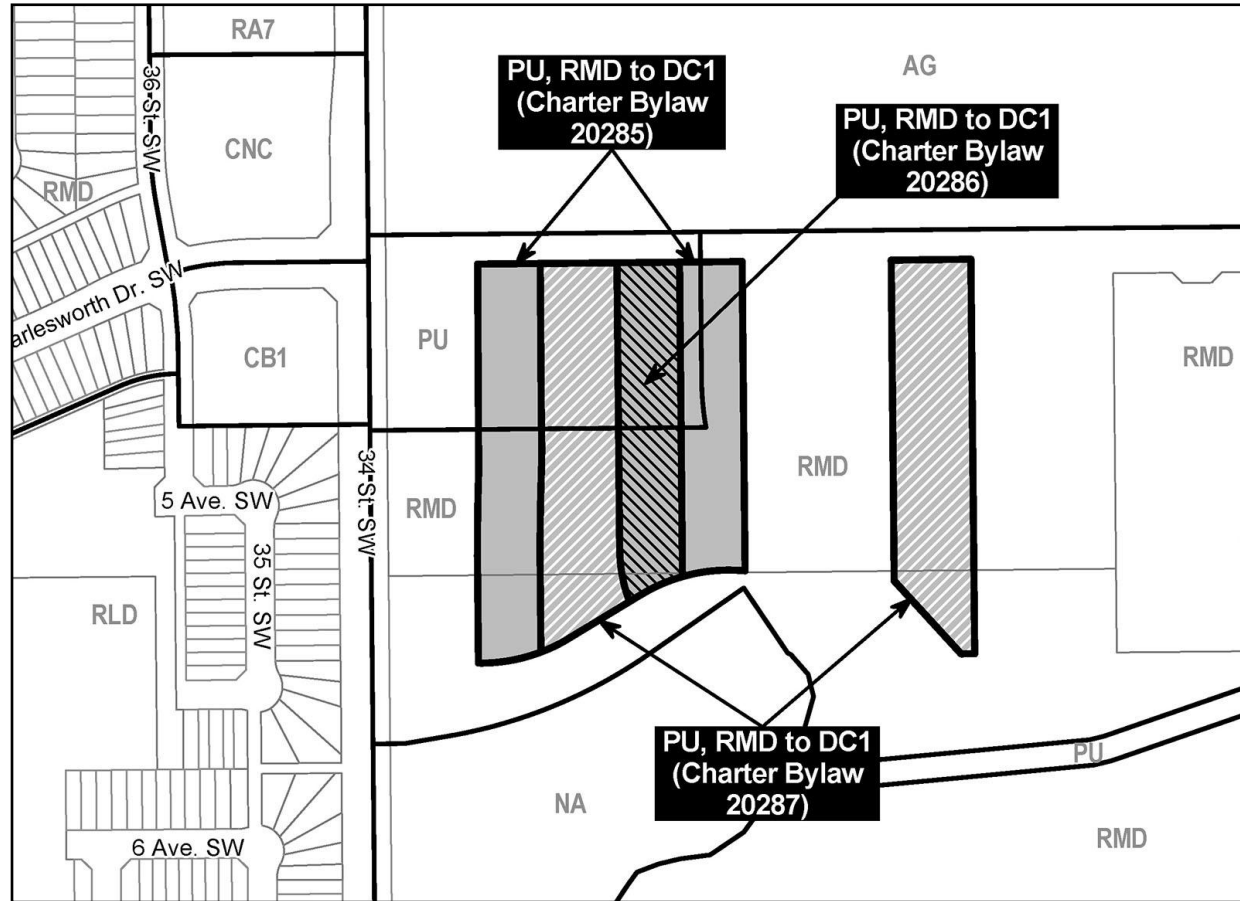 RA7
AG
36 St. SW
PU, RMD to DC1
(Charter Bylaw
20285)
PU, RMD to DC1
(Charter Bylaw
20286)
CNC
RMD
arlesworth Dr. SW
PU
CB1
RMD
RMD
RMD
34 St. SW
5 Ave. SW
35 St. SW
RLD
PU, RMD to DC1
(Charter Bylaw
20287)
PU
NA
RMD
6 Ave. SW